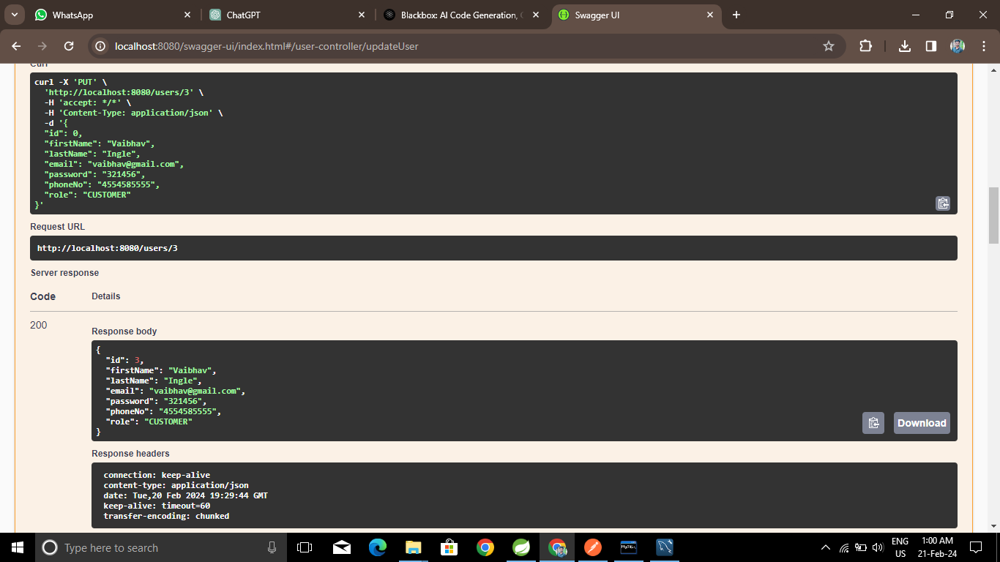 WhatsApp
ChatGPT
Blackbox: AI Code Generation,
Swagger UI
localhost:8080/swagger-ui/index.html#/user-controller/updateUser
Curl
curl -X 'PUT' \
'http://localhost:8080/users/3' \
-H 'accept: */*' \
-H 'Content-Type: application/json' \
-d '{
"id": 0,
"firstName": "Vaibhav",
"lastName": "Ingle",
"email": "vaibhav@gmail.com",
"password": "321456",
"phoneNo": "4554585555",
"role": "CUSTOMER"
}'
Request URL
http://localhost:8080/users/3
Server response
Code Details
200
Response body
{
"id": 3,
"firstName": "Vaibhav",
"lastName": "Ingle",
"email": "vaibhav@gmail.com",
"password": "321456",
"phoneNo": "4554585555",
"role": "CUSTOMER"
}
Download
Response headers
connection: keep-alive
content-type: application/json
date: Tue,20 Feb 2024 19:29:44 GMT
keep-alive: timeout=60
transfer-encoding: chunked
Type here to search
MySQL
ENG
US
1:00 AM
21-Feb-24